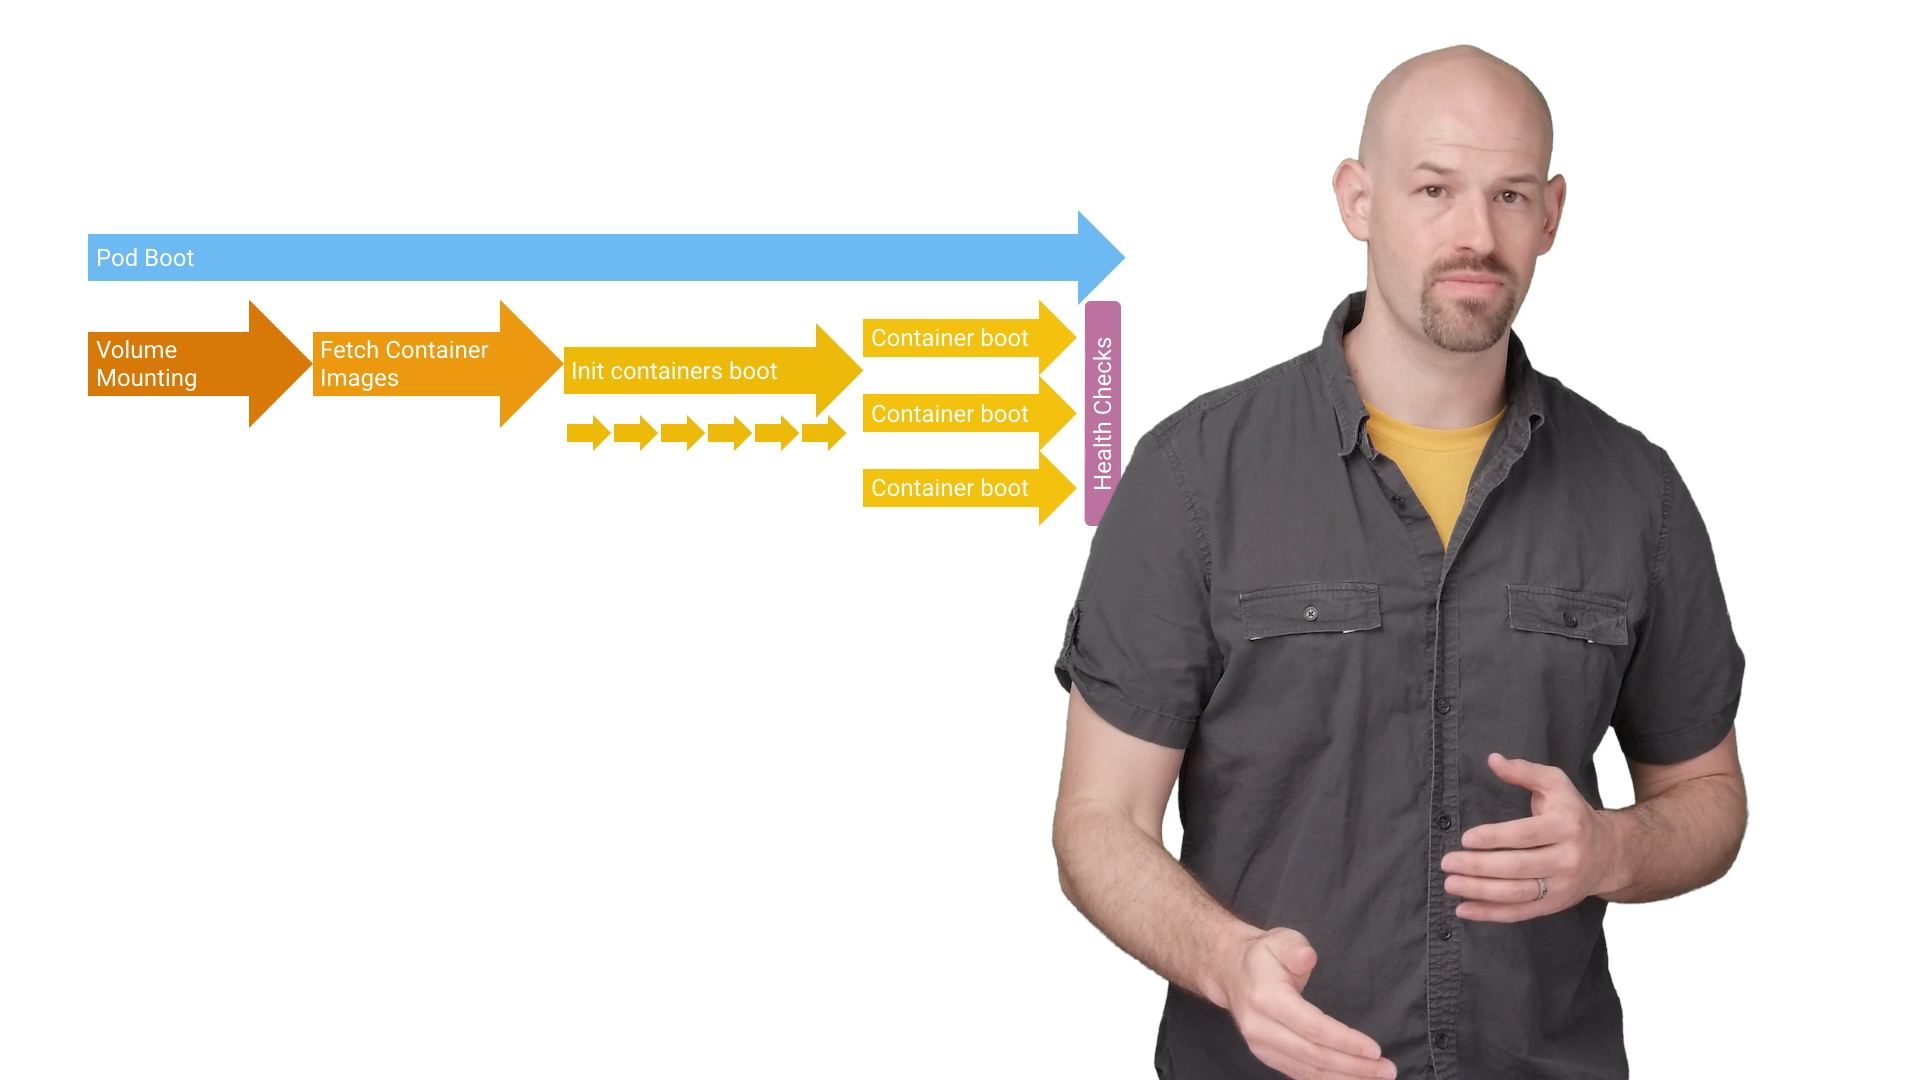 Pod Boot
Volume
Mounting
Fetch Container
Images
Init containers boot
Container boot
Container boot
Container boot
Health Checks